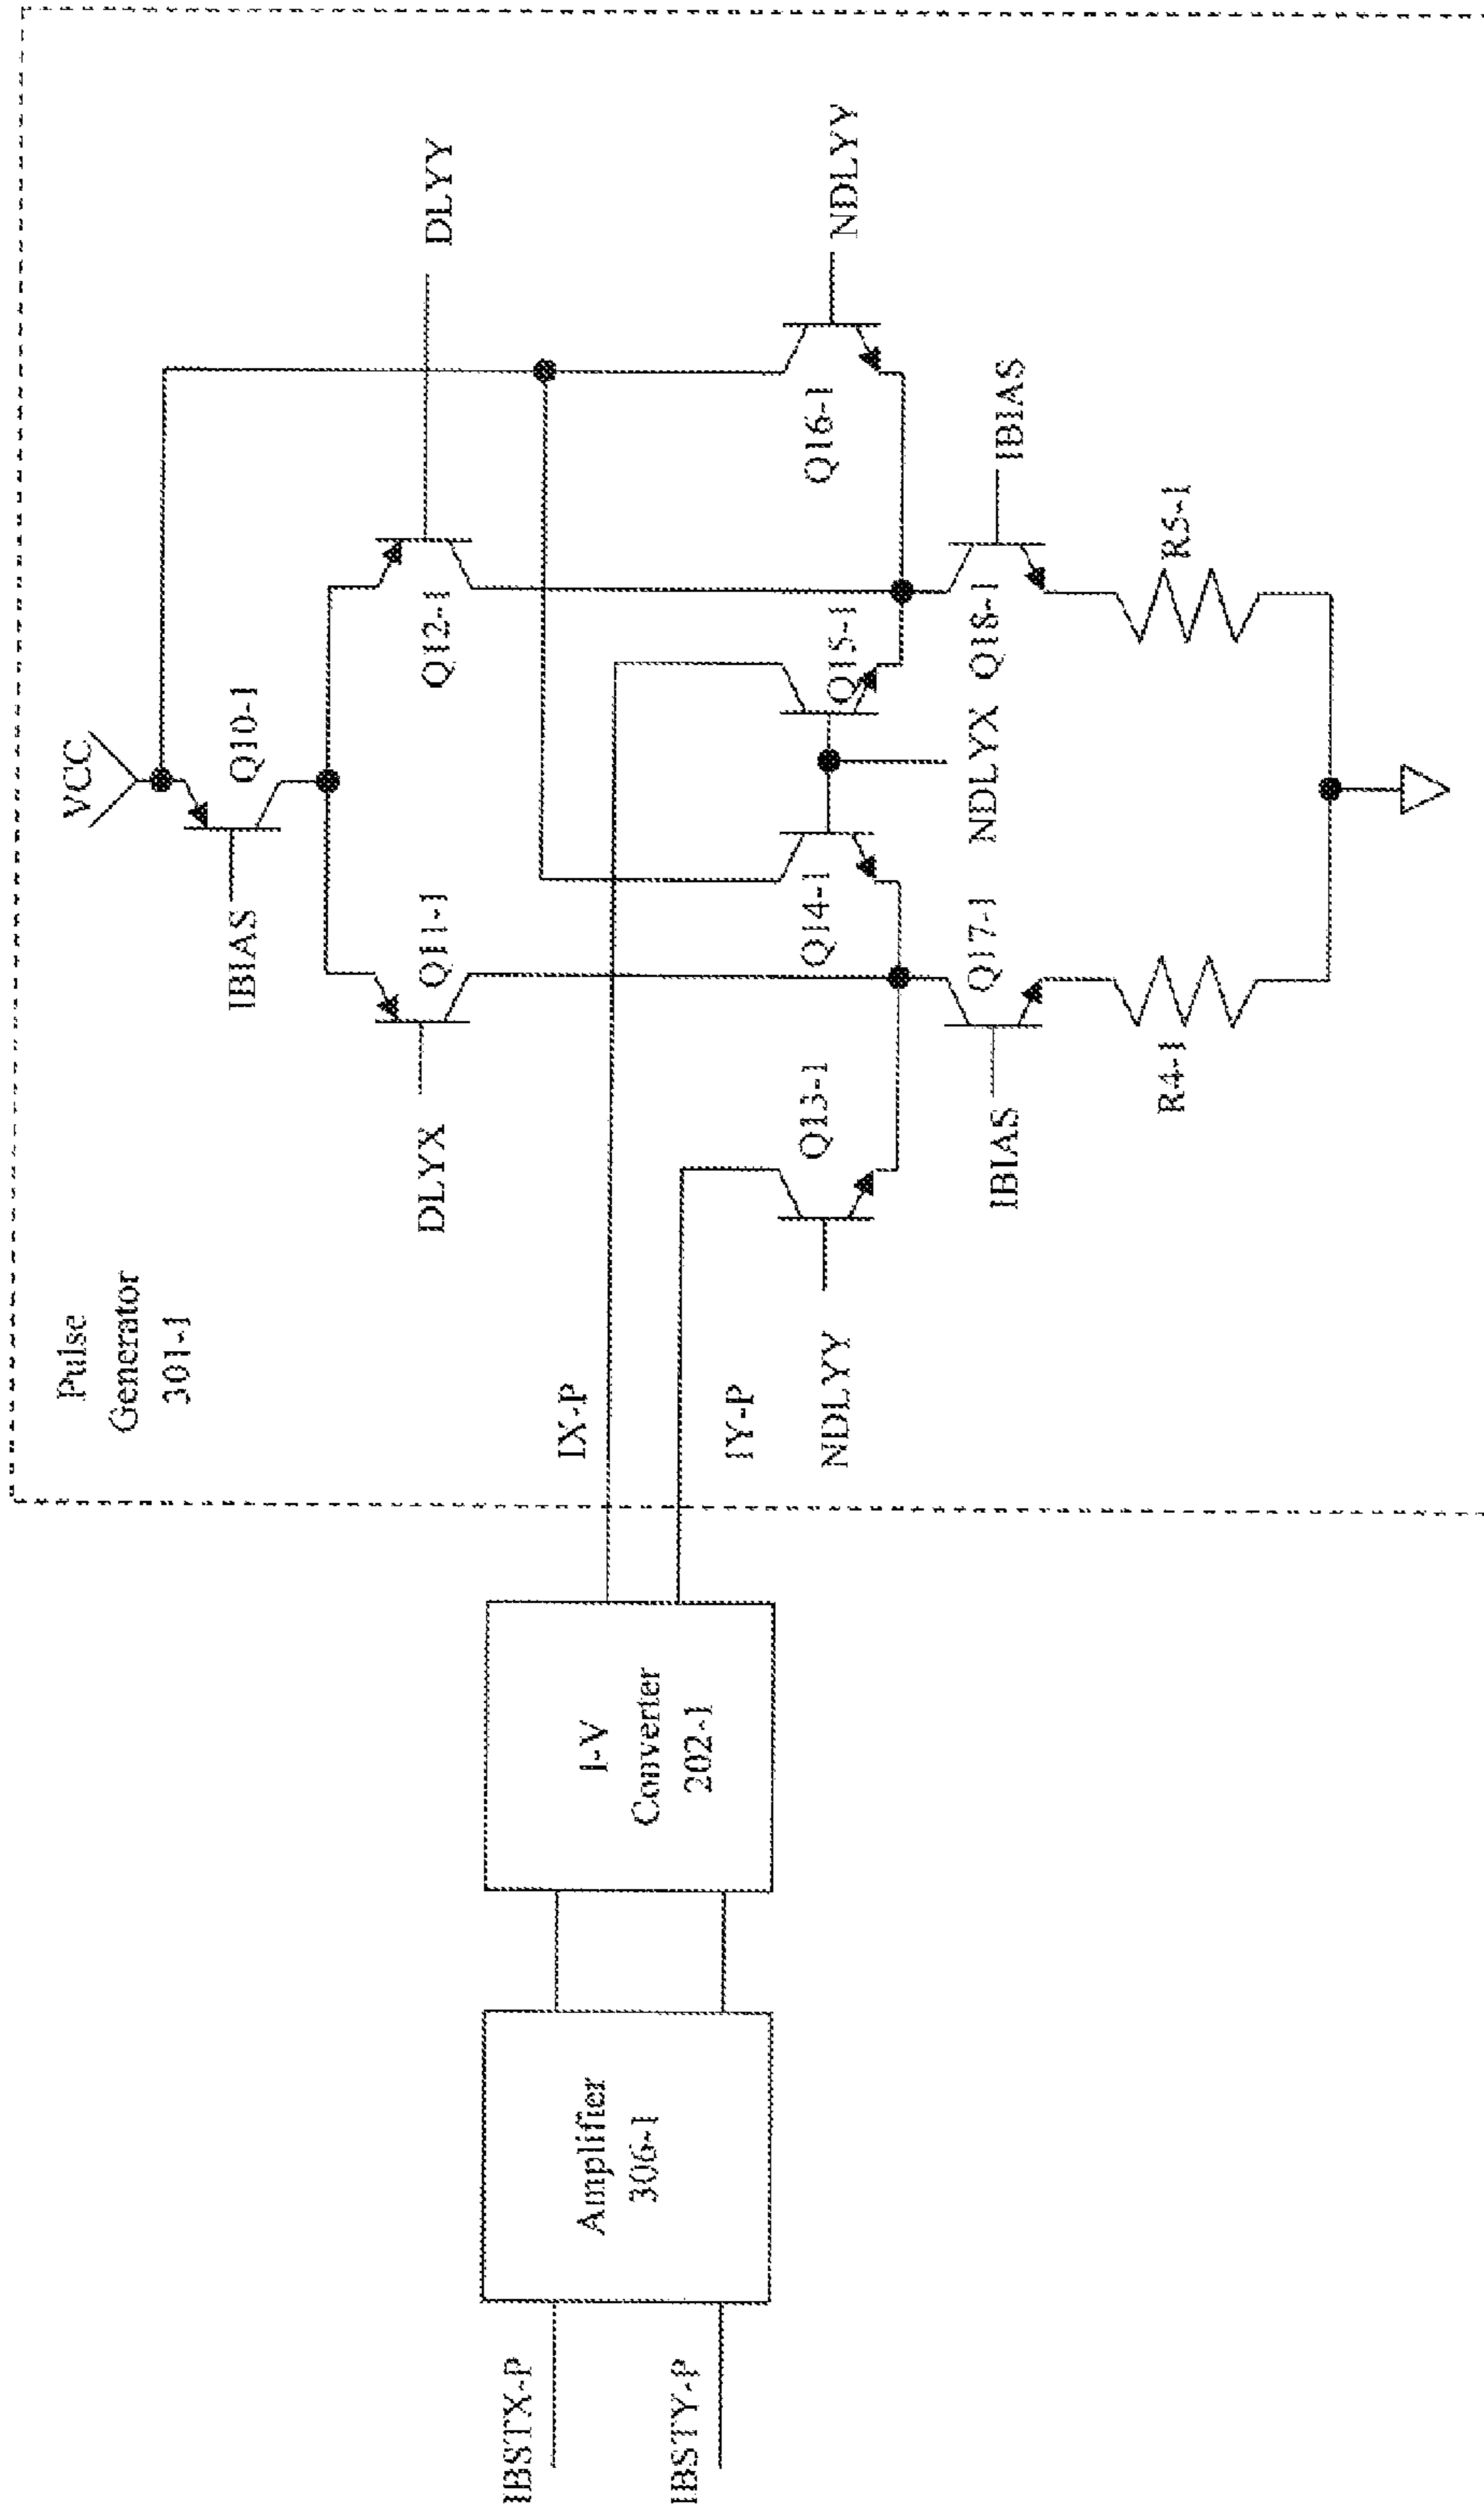 Pulse
Generator
301-1
VCC
IBIAS
Q10-1
DLYX
Q11-1
Q12-1
DLYY
IX-P
IY-P
NDLYY
Q13-1
Q14-1
Q15-1
Q16-1
NDLYY
IBIAS
Q17-1
NDLYX
Q18-1
IBIAS
R4-1
R5-1
I-V
Converter
202-1
Amplifier
306-1
IBSTX-P
IBSTY-P